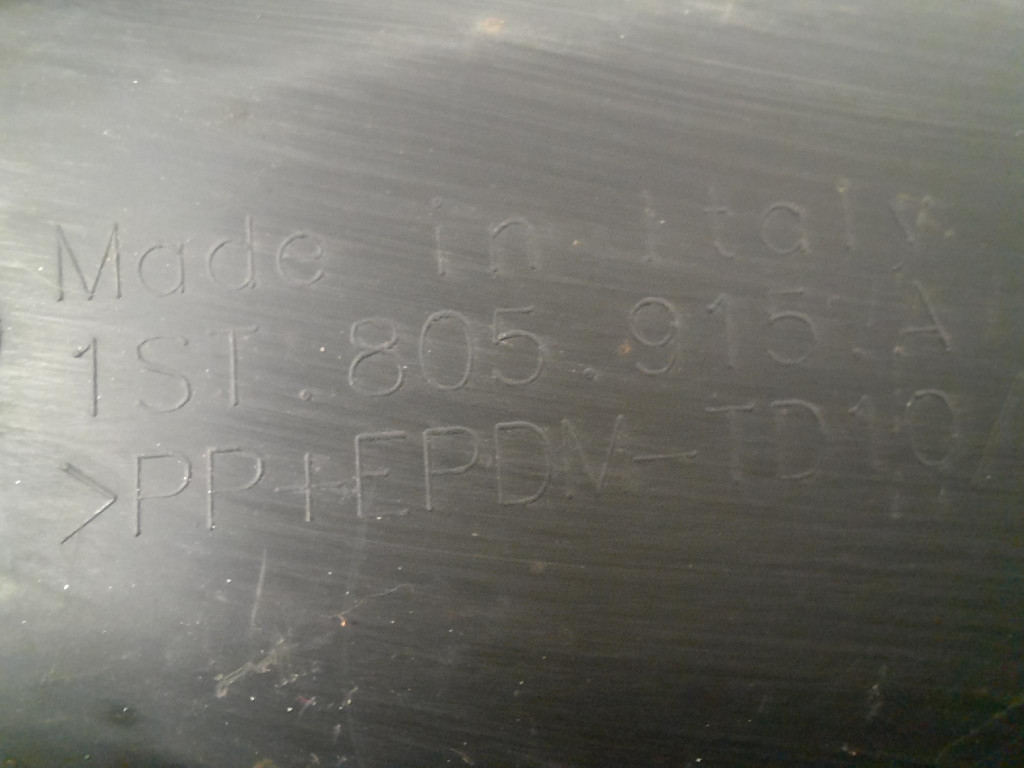 Made in Italy
1ST.805.915.A
>PP+EPDM-TD10/